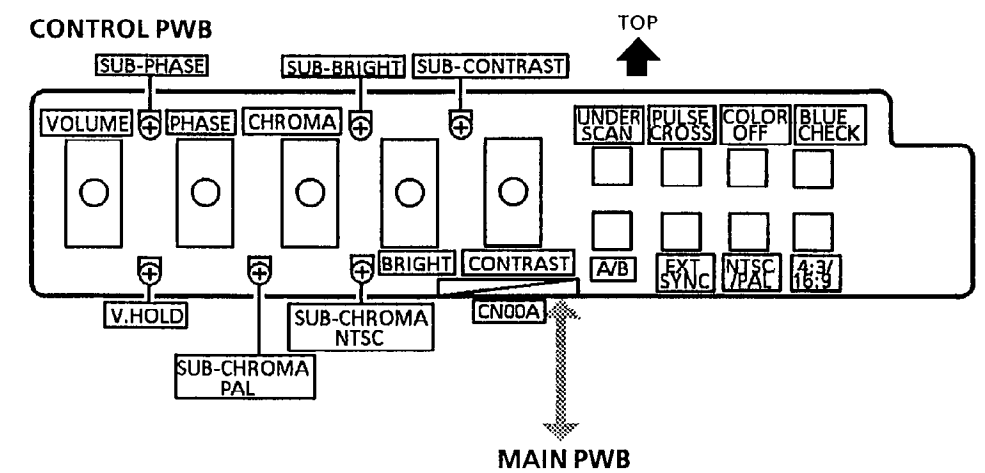 CONTROL PWB
TOP
SUB-PHASE
SUB-BRIGHT
SUB-CONTRAST
VOLUME
PHASE
CHROMA
UNDER
SCAN
PULSE
CROSS
COLOR
OFF
BLUE
CHECK
BRIGHT
CONTRAST
A/B
EXT
SYNC
NTSC
/PAL
4:3/
16:9
V.HOLD
SUB-CHROMA
PAL
SUB-CHROMA
NTSC
CN00A
MAIN PWB